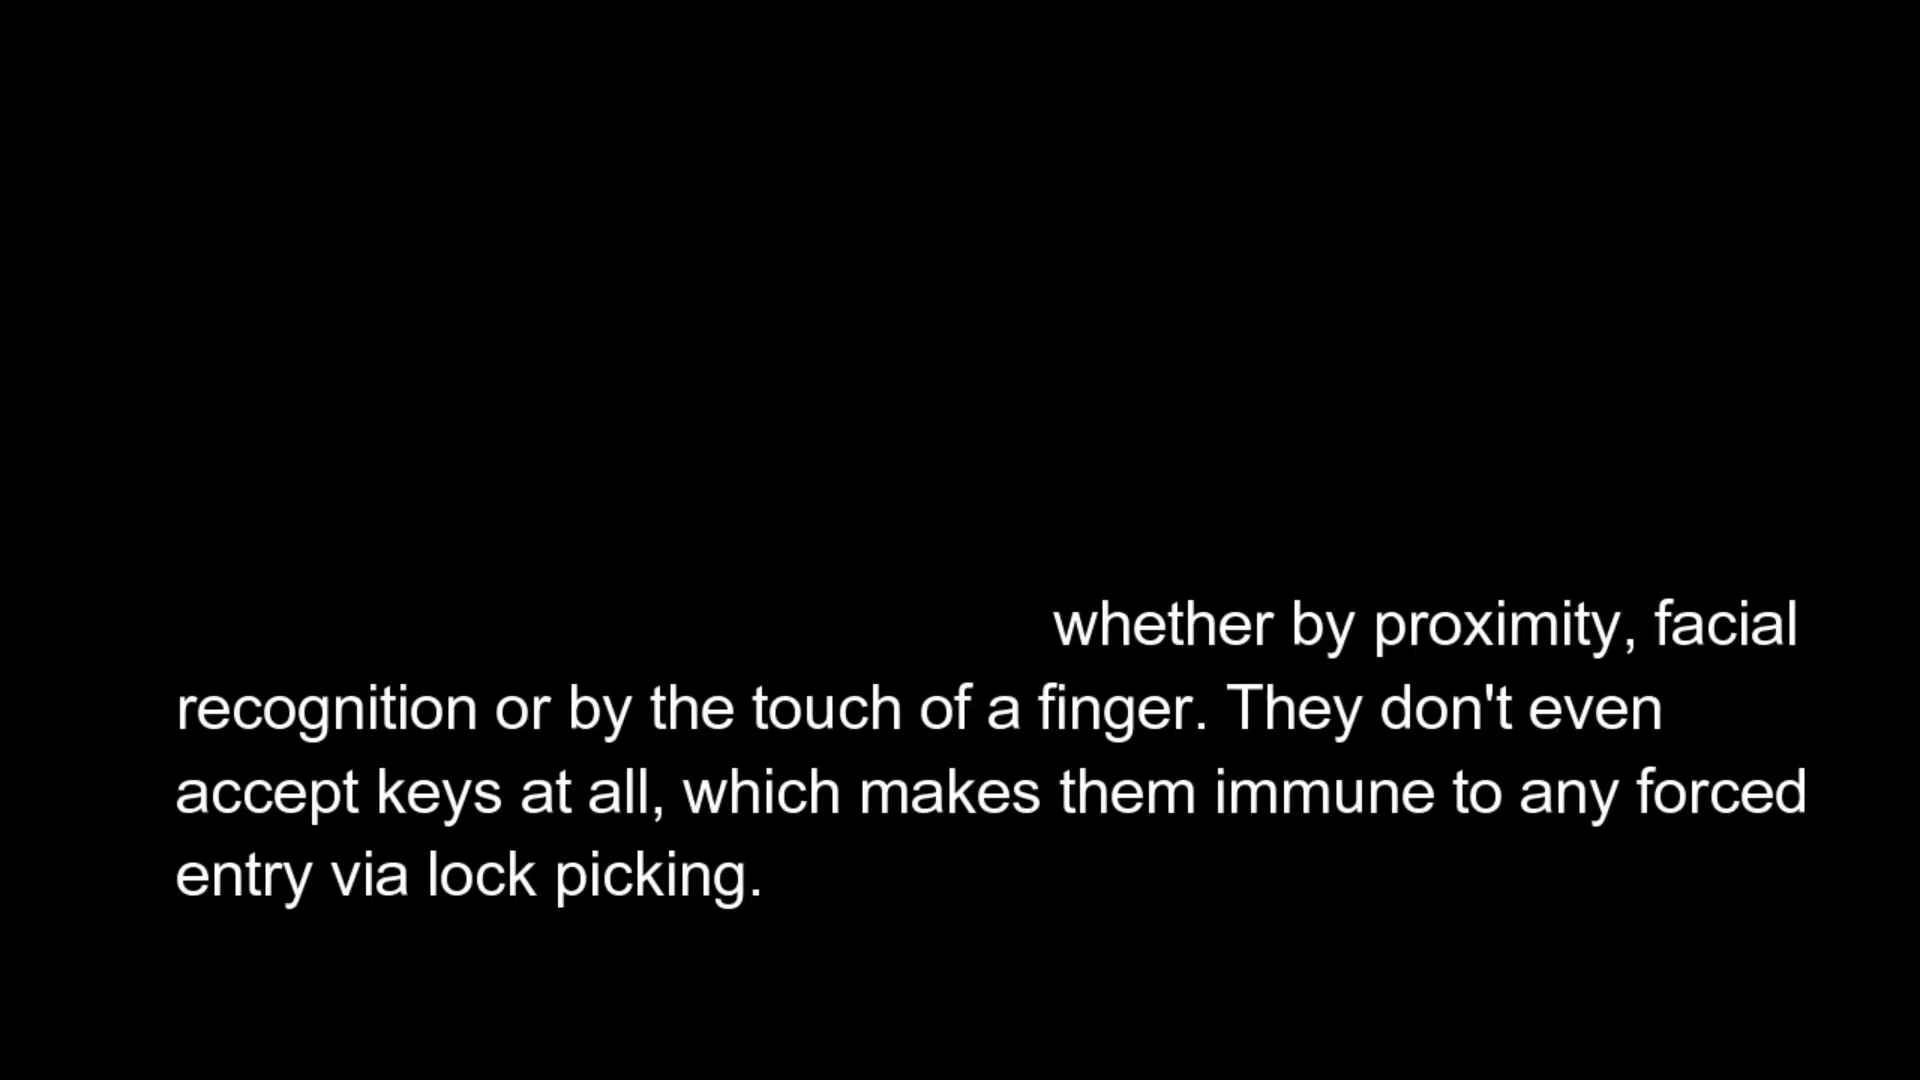 whether by proximity, facial
recognition or by the touch of a finger. They don't even
accept keys at all, which makes them immune to any forced
entry via lock picking.